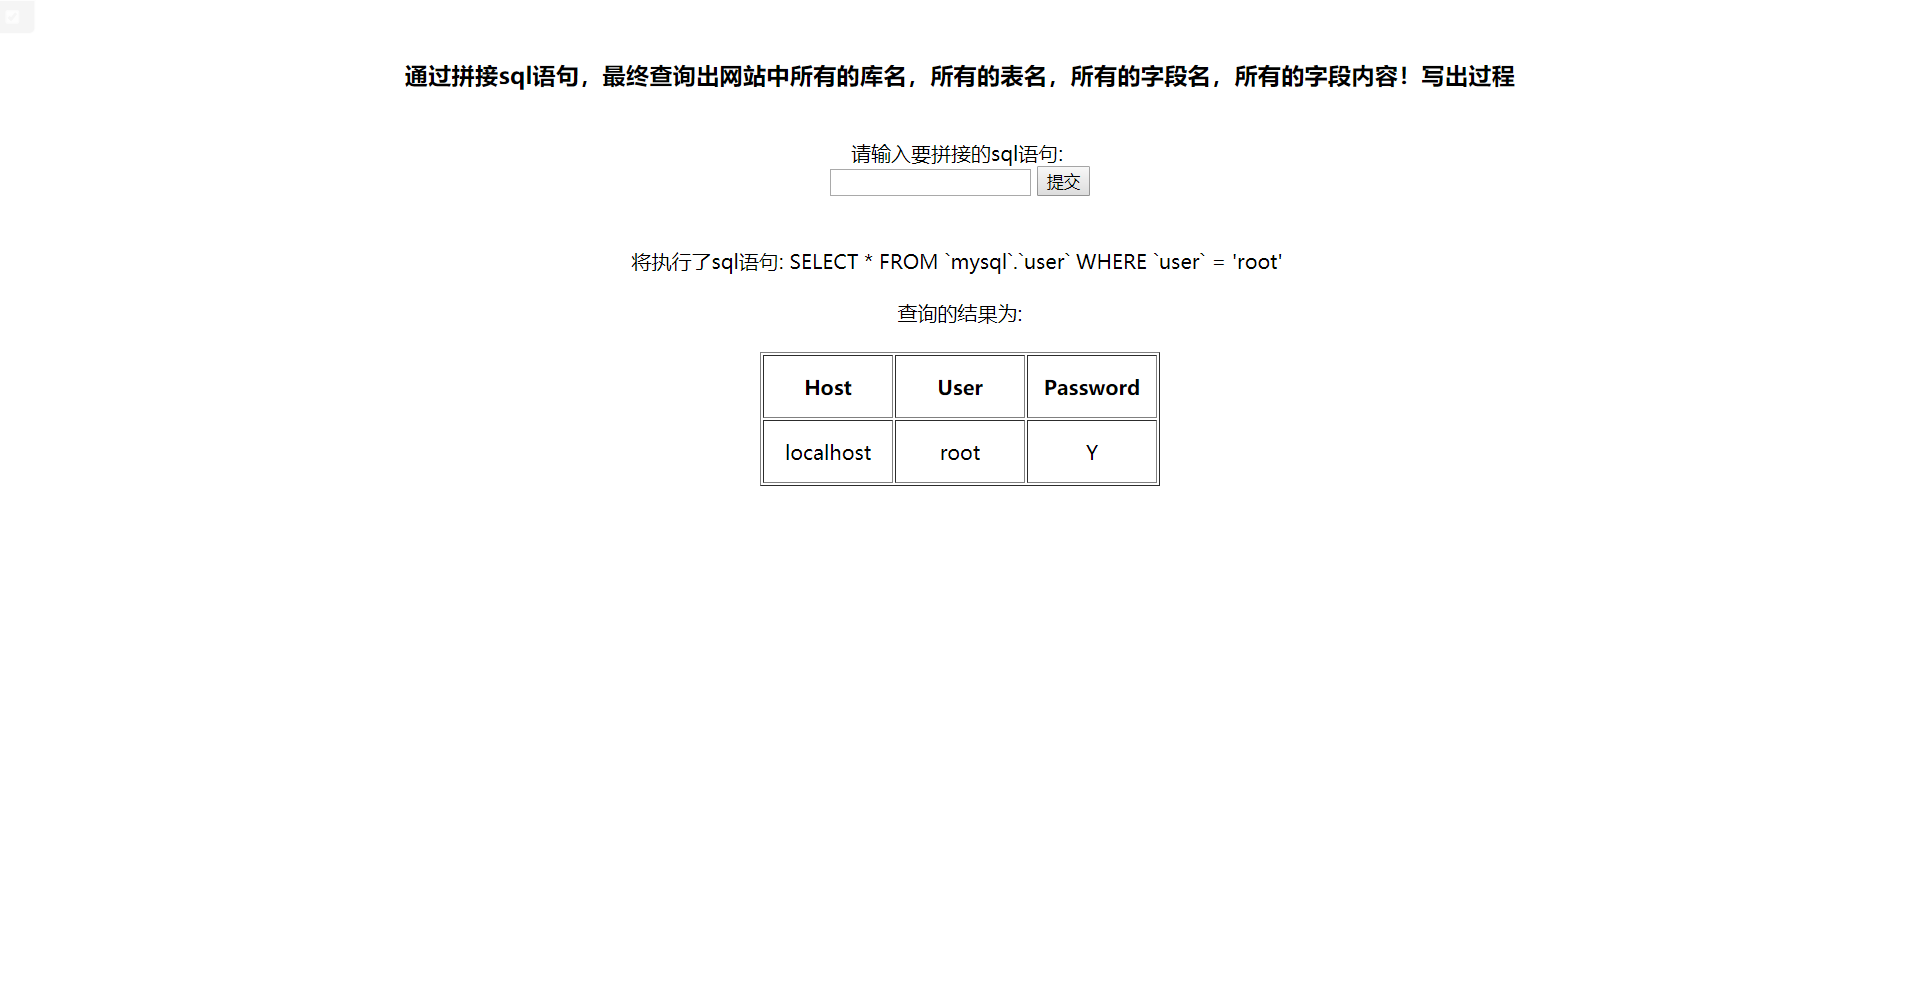 通过拼接sql语句，最终查询出网站中所有的库名，所有的表名，所有的字段名，所有的字段内容！写出过程
请输入要拼接的sql语句:
提交
将执行了sql语句: SELECT * FROM `mysql`.`user` WHERE `user` = 'root'
查询的结果为:
Host User Password
localhost root Y